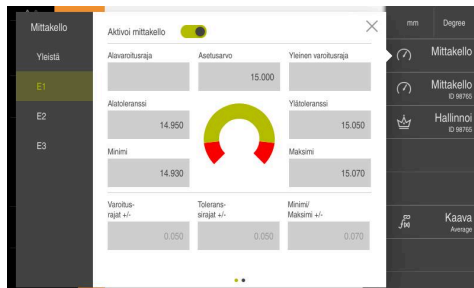 Mittakello
Yleistä
E1
E2
E3
Aktivoi mittakello
Alavaroitusraja
Asetusarvo
Yleinen varoitusraja
15.000
Alatoleranssi
Ylätoleranssi
14.950
15.050
Minimi
Maksimi
14.930
15.070
Varoitus-
rajat +/-
Tolerans-
sirajat +/-
Minimi/
Maksimi +/-
0.050
0.050
0.070
mm
Degree
Mittakello
Mittakello
ID 98765
Hallinnoi
ID 98765
Kaava
Average
f(x)